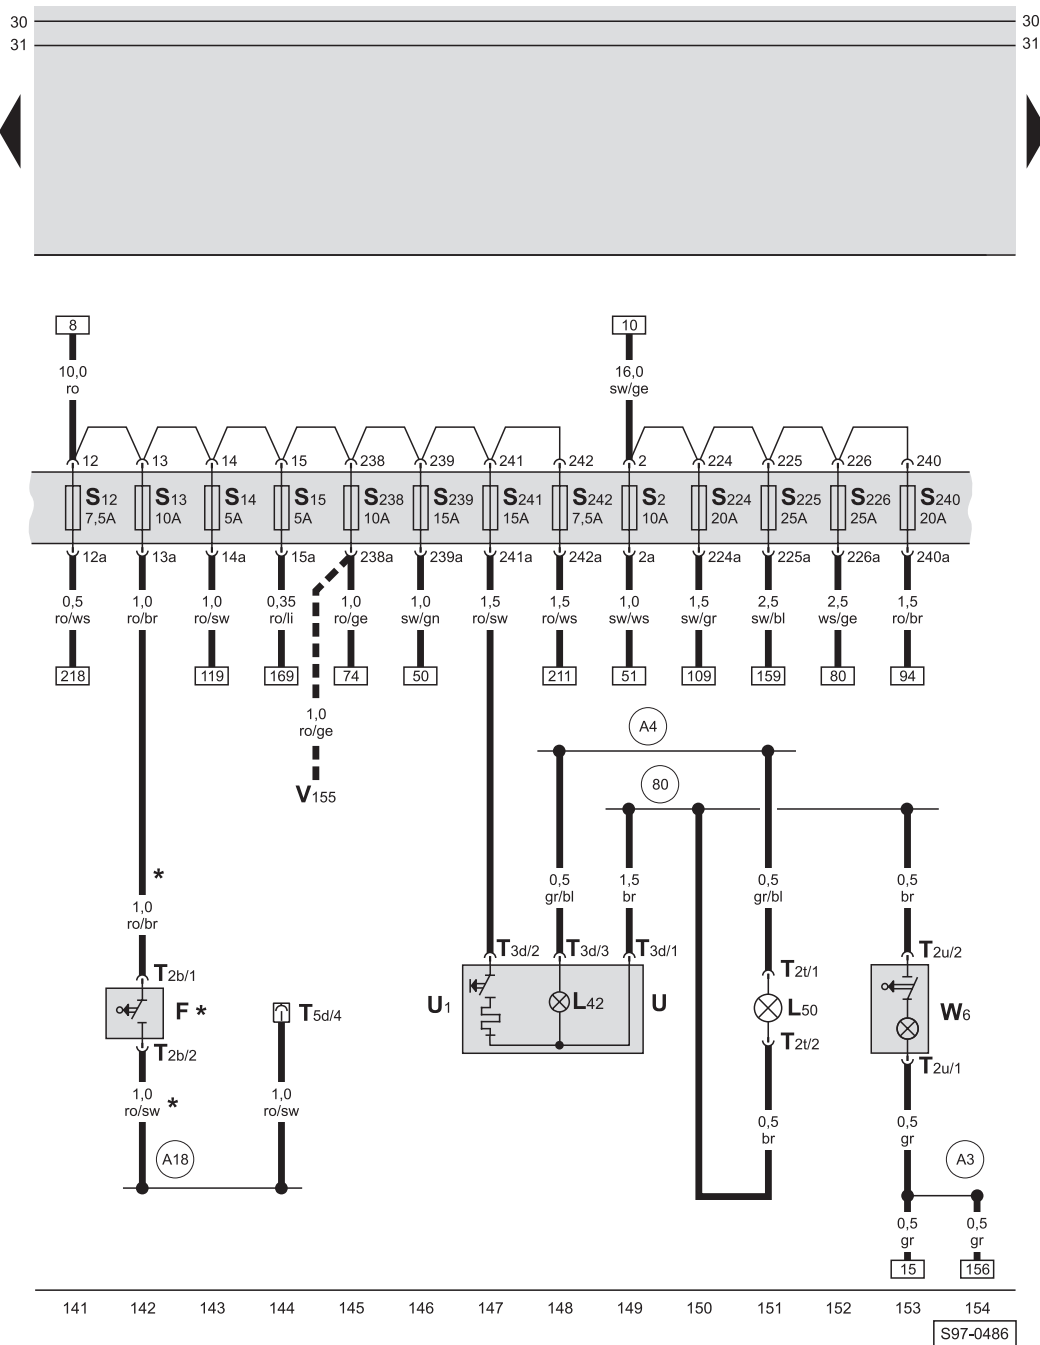 30 30
31 31
8 10
10,0 16,0
ro sw/ge
12 13 14 15 238 239 241 242 2 224 225 226 240
S12 S13 S14 S15 S238 S239 S241 S242 S2 S224 S225 S226 S240
7,5A 10A 5A 5A 10A 15A 15A 7,5A 10A 20A 25A 25A 20A
12a 13a 14a 15a 238a 239a 241a 242a 2a 224a 225a 226a 240a
0,5 1,0 1,0 0,35 1,0 1,0 1,5 1,5 1,0 1,5 2,5 2,5 1,5
ro/ws ro/br ro/sw ro/li ro/ge sw/gn ro/sw ro/ws sw/ws sw/gr sw/bl ws/ge ro/br
218 119 169 74 50 211 51 109 159 80 94
1,0
ro/ge
A4
80
V155
*
0,5 1,5 0,5 0,5
gr/bl br gr/bl br
1,0
ro/br
T3d/2 T3d/3 T3d/1 T2u/2
T2b/1 T2t/1
F * T5d/4 U1 L42 U L50 W6
T2b/2 T2t/2
T2u/1
1,0 * 1,0
ro/sw ro/sw
0,5 0,5
br gr
A18 A3
0,5 0,5
gr gr
15 156
141 142 143 144 145 146 147 148 149 150 151 152 153 154
S97-0486